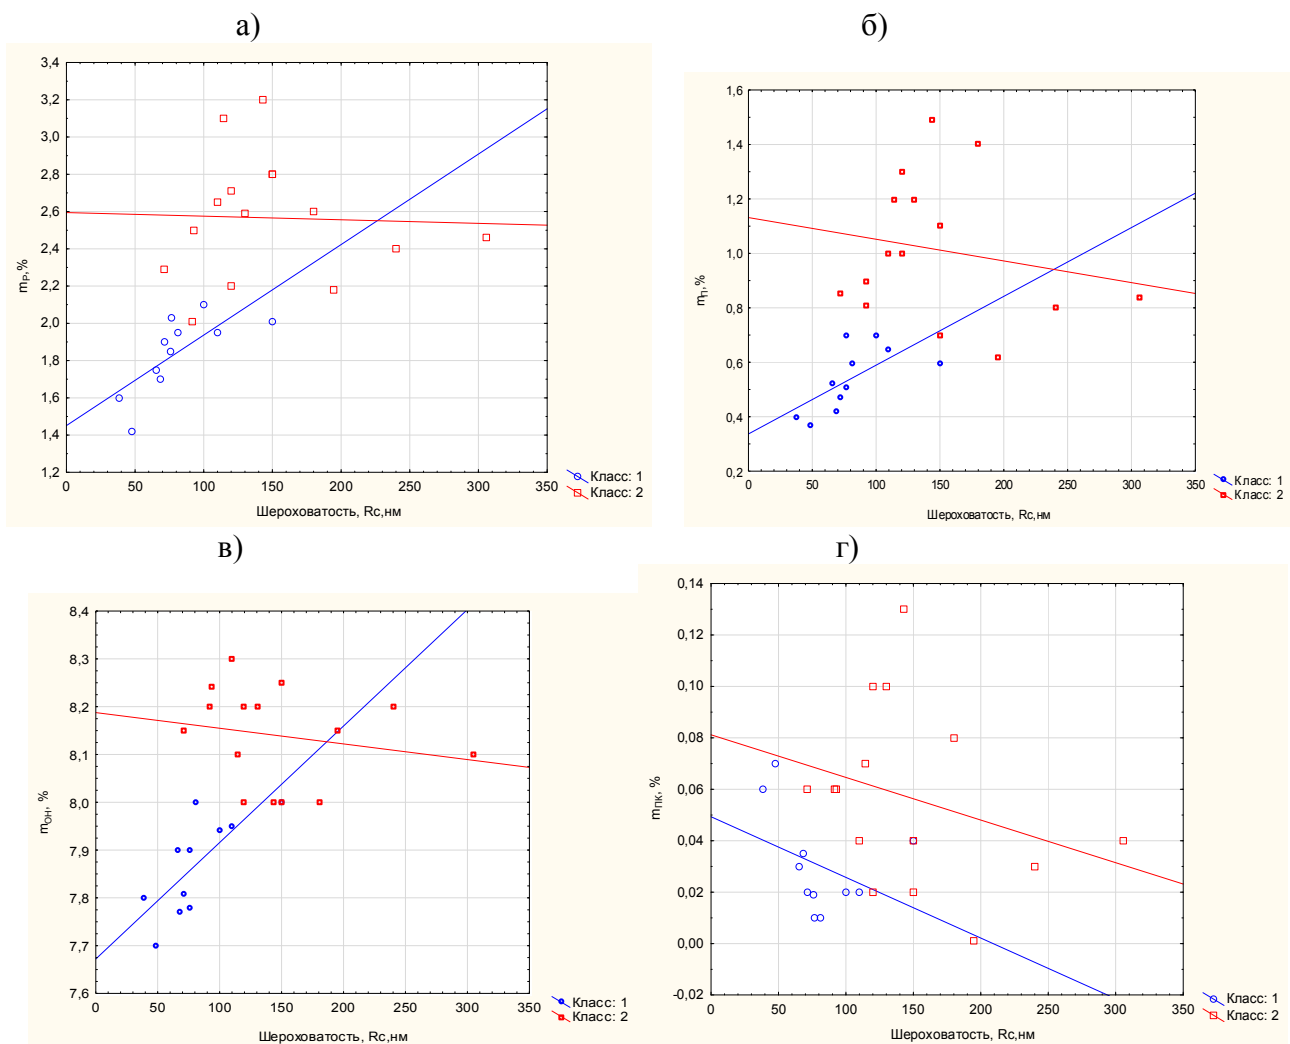 а)
3,4
3,2
3,0
2,8
2,6
2,4
2,2
2,0
1,8
1,6
1,4
1,2
mР,%
0 50 100 150 200 250 300 350
Шероховатость, Rc,нм
Класс: 1
Класс: 2
б)
1,6
1,4
1,2
1,0
0,8
0,6
0,4
0,2
mП, %
0 50 100 150 200 250 300 350
Шероховатость, Rc,нм
Класс: 1
Класс: 2
в)
8,4
8,3
8,2
8,1
8,0
7,9
7,8
7,7
7,6
mОН, %
0 50 100 150 200 250 300 350
Шероховатость, Rc,нм
Класс: 1
Класс: 2
г)
0,14
0,12
0,10
0,08
0,06
0,04
0,02
0,00
-0,02
mПК, %
0 50 100 150 200 250 300 350
Шероховатость, Rc,нм
Класс: 1
Класс: 2